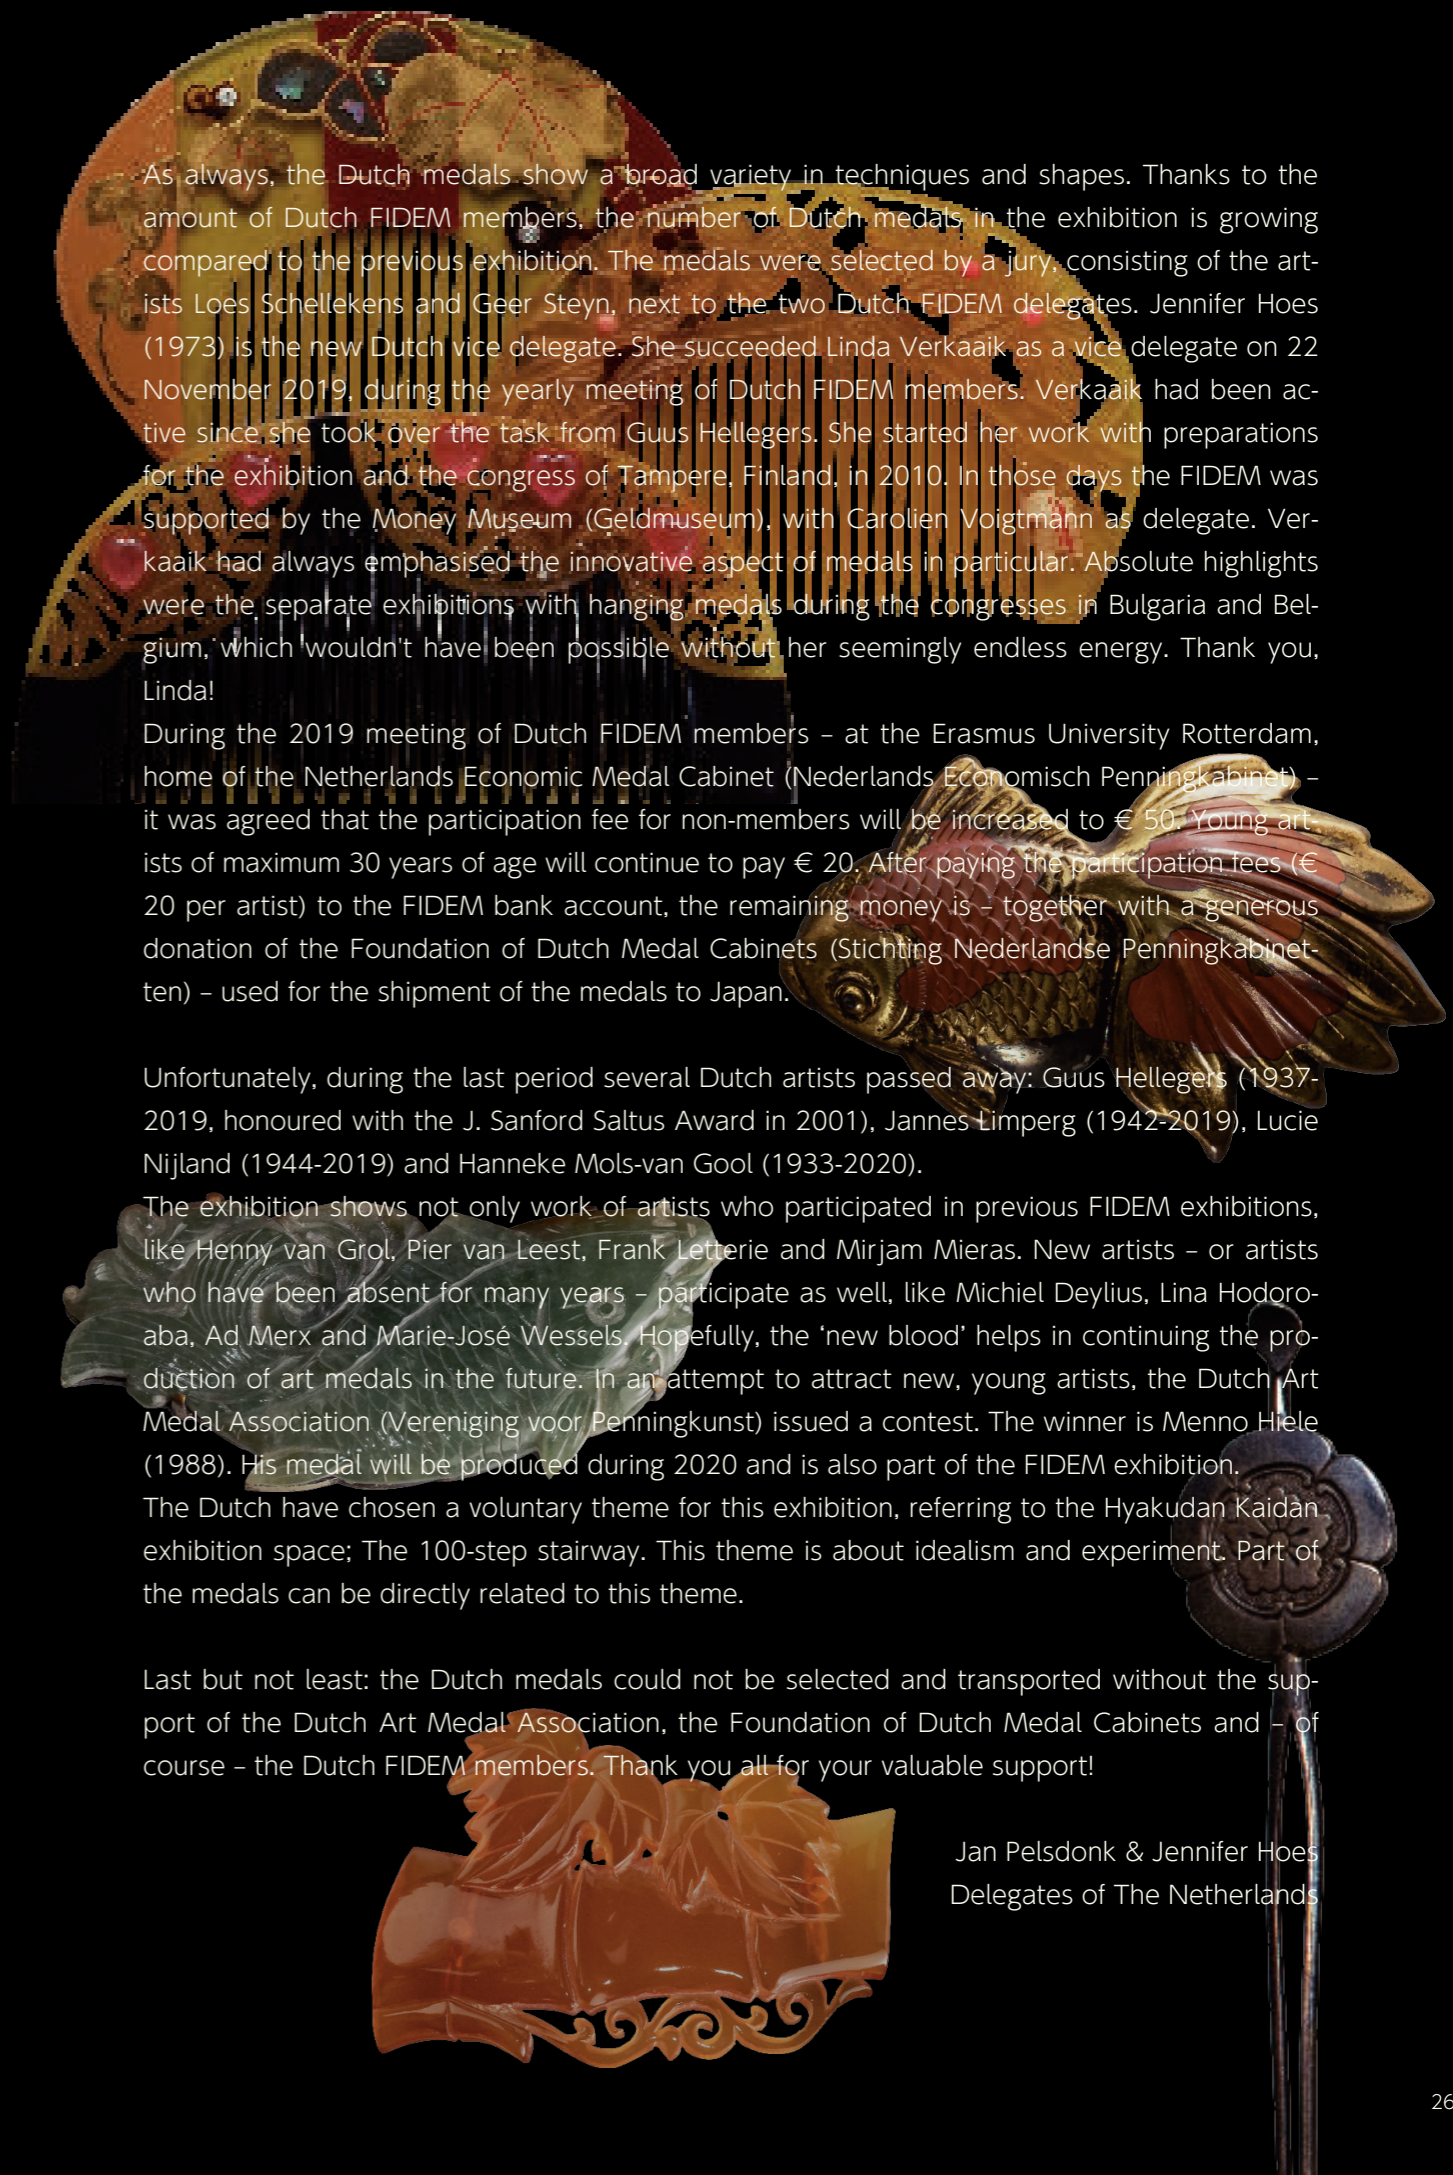 As always, the Dutch medals show a broad variety in techniques and shapes. Thanks to the
amount of Dutch FIDEM members, the number of Dutch medals in the exhibition is growing
compared to the previous exhibition. The medals were selected by a jury, consisting of the art-
ists Loes Schellekens and Geer Steyn, next to the two Dutch FIDEM delegates. Jennifer Hoes
(1973) is the new Dutch vice delegate. She succeeded Linda Verkaaik as a vice delegate on 22
November 2019, during the yearly meeting of Dutch FIDEM members. Verkaaik had been ac-
tive since she took over the task from Guus Hellegers. She started her work with preparations
for the exhibition and the congress of Tampere, Finland, in 2010. In those days the FIDEM was
supported by the Money Museum (Geldmuseum), with Carolien Voigtmann as delegate. Ver-
kaaik had always emphasised the innovative aspect of medals in particular. Absolute highlights
were the separate exhibitions with hanging medals during the congresses in Bulgaria and Bel-
gium, which wouldn't have been possible without her seemingly endless energy. Thank you,
Linda!
During the 2019 meeting of Dutch FIDEM members – at the Erasmus University Rotterdam,
home of the Netherlands Economic Medal Cabinet (Nederlands Economisch Penningkabinet) –
it was agreed that the participation fee for non-members will be increased to € 50. Young art-
ists of maximum 30 years of age will continue to pay € 20. After paying the participation fees (€
20 per artist) to the FIDEM bank account, the remaining money is – together with a generous
donation of the Foundation of Dutch Medal Cabinets (Stichting Nederlandse Penningkabinet-
ten) – used for the shipment of the medals to Japan.
Unfortunately, during the last period several Dutch artists passed away: Guus Hellegers (1937-
2019, honoured with the J. Sanford Saltus Award in 2001), Jannes Limperg (1942-2019), Lucie
Nijland (1944-2019) and Hanneke Mols-van Gool (1933-2020).
The exhibition shows not only work of artists who participated in previous FIDEM exhibitions,
like Henny van Grol, Pier van Leest, Frank Letterie and Mirjam Mieras. New artists – or artists
who have been absent for many years – participate as well, like Michiel Deylius, Lina Hodoro-
aba, Ad Merx and Marie-José Wessels. Hopefully, the ‘new blood’ helps in continuing the pro-
duction of art medals in the future. In an attempt to attract new, young artists, the Dutch Art
Medal Association (Vereniging voor Penningkunst) issued a contest. The winner is Menno Hiele
(1988). His medal will be produced during 2020 and is also part of the FIDEM exhibition.
The Dutch have chosen a voluntary theme for this exhibition, referring to the Hyakudan Kaidan
exhibition space; The 100-step stairway. This theme is about idealism and experiment. Part of
the medals can be directly related to this theme.
Last but not least: the Dutch medals could not be selected and transported without the sup-
port of the Dutch Art Medal Association, the Foundation of Dutch Medal Cabinets and – of
course – the Dutch FIDEM members. Thank you all for your valuable support!
Jan Pelsdonk & Jennifer Hoes
Delegates of The Netherlands
26